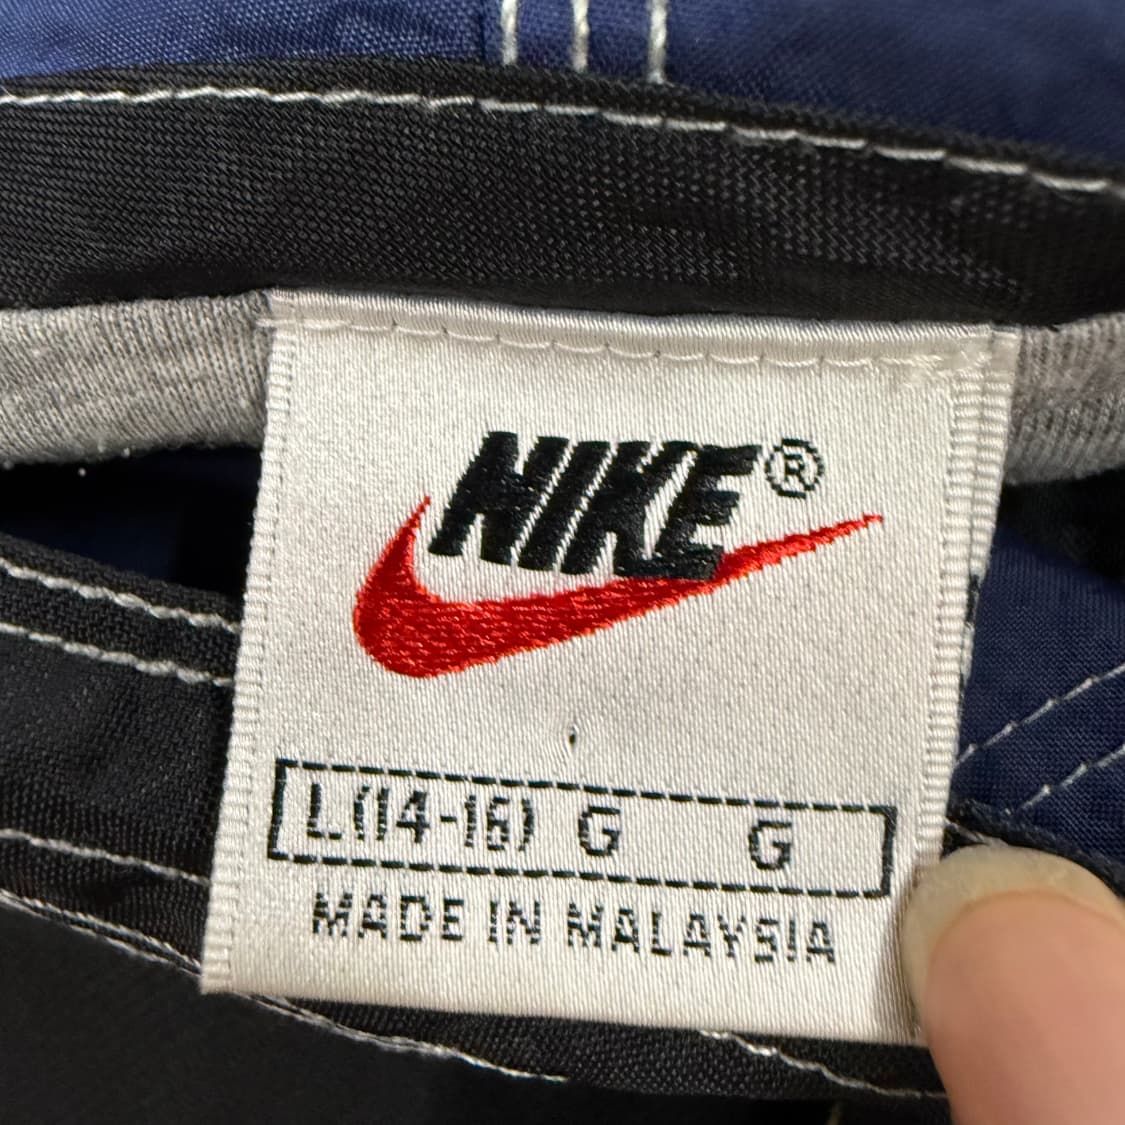 NIKE®
L(14-16) G G
MADE IN MALAYSIA